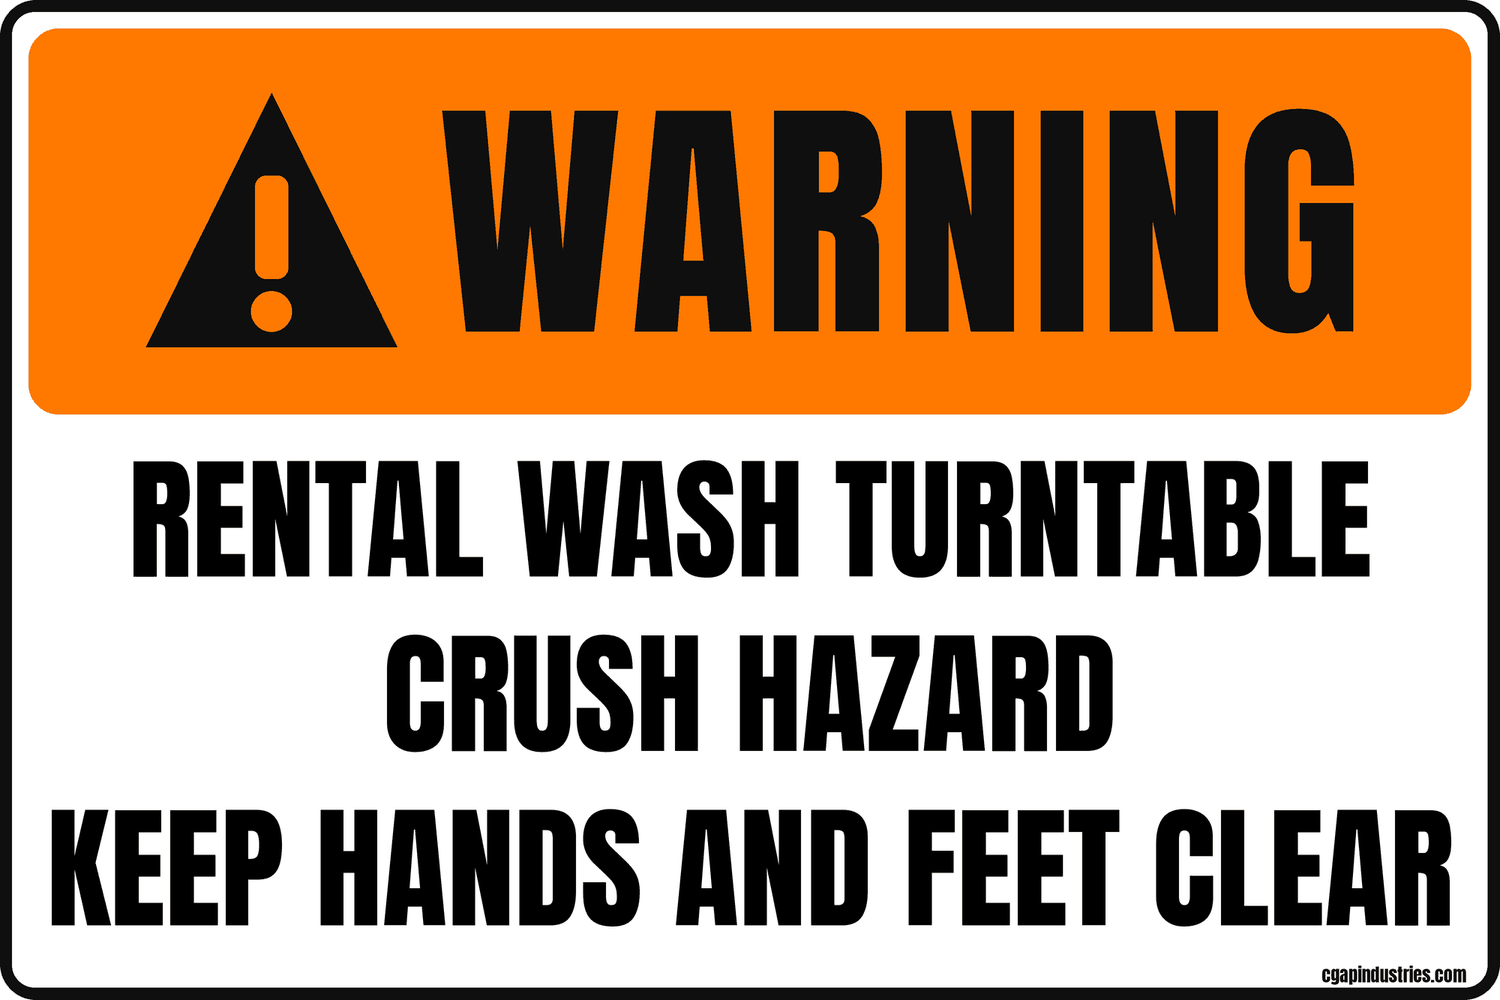 WARNING
RENTAL WASH TURNTABLE
CRUSH HAZARD
KEEP HANDS AND FEET CLEAR
cgapindustries.com